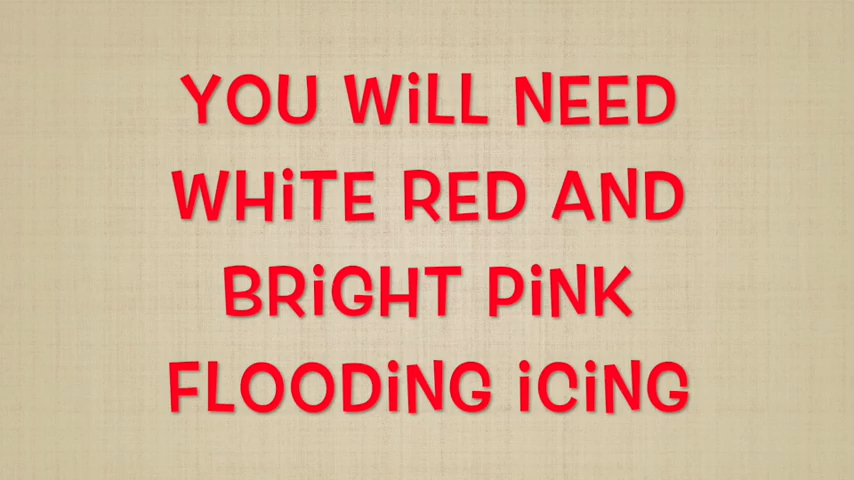 YOU WiLL NEED
WHiTE RED AND
BRiGHT PiNK
FLOODiNG iCiNG